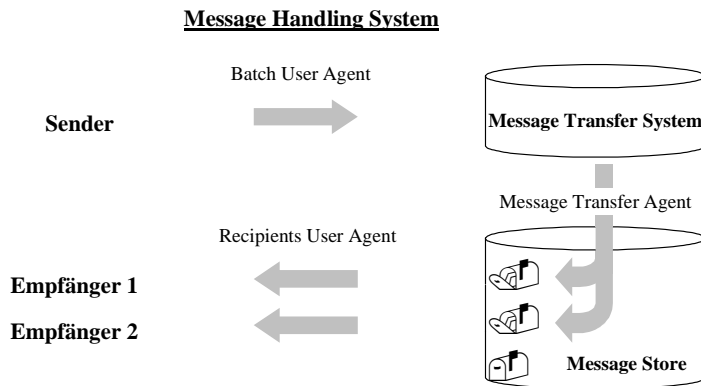 Message Handling System
Batch User Agent
Sender
Message Transfer System
Message Transfer Agent
Recipients User Agent
Empfänger 1
Empfänger 2
Message Store